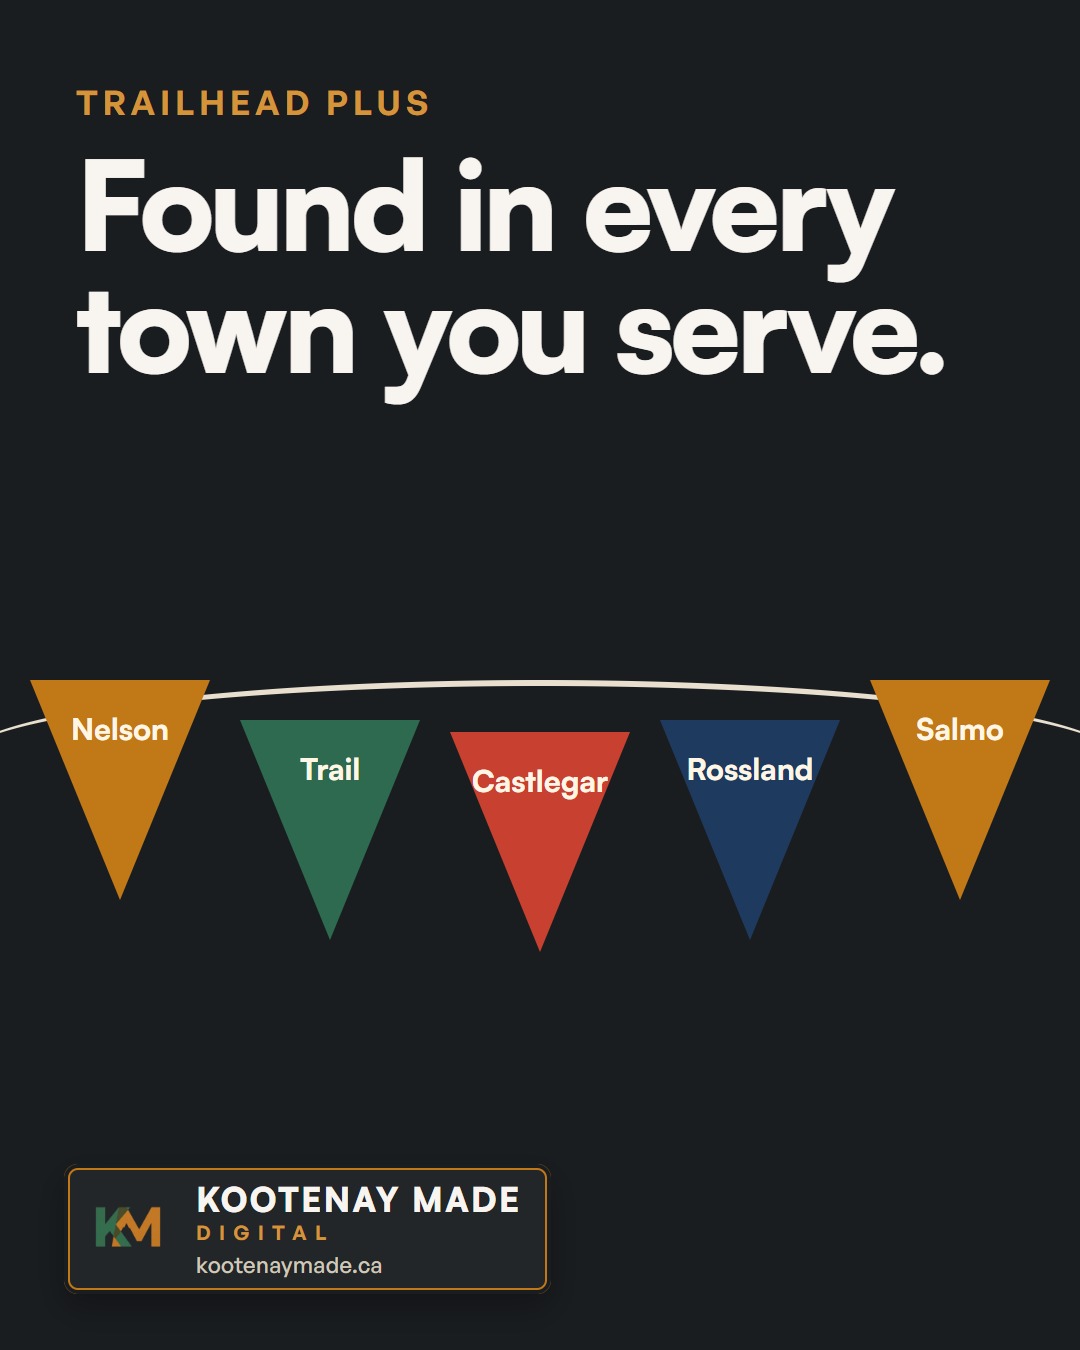 TRAILHEAD PLUS
Found in every
town you serve.
Nelson
Trail
Castlegar
Rossland
Salmo
KM
KOOTENAY MADE
DIGITAL
kootenaymade.ca